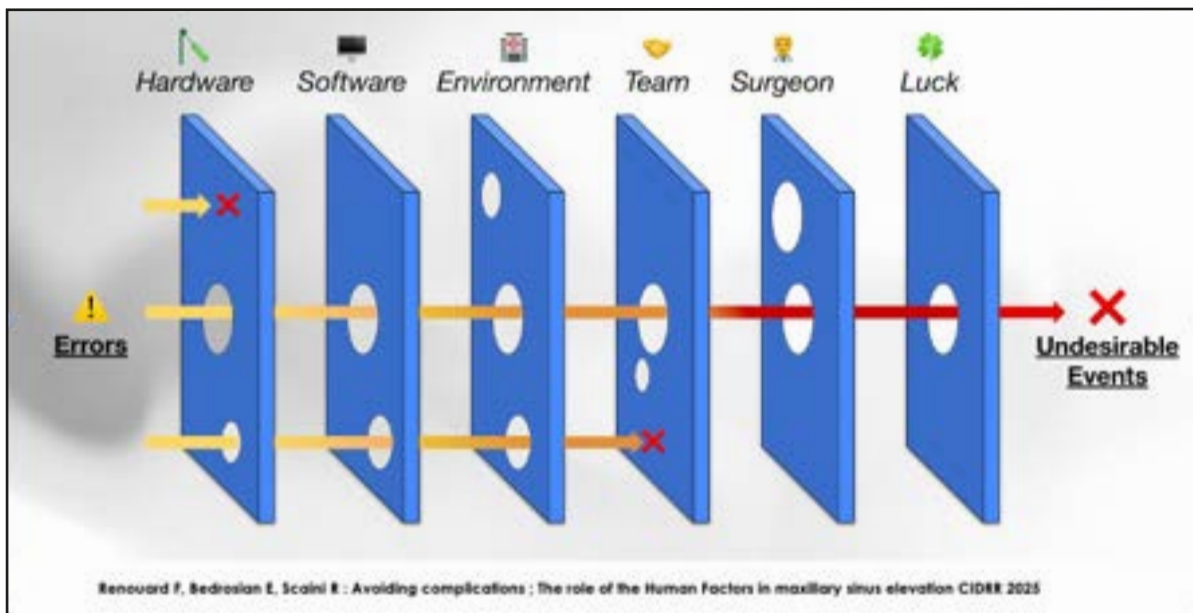 Hardware Software Environment Team Surgeon Luck
Errors
Undesirable
Events
Renouard F, Bedrosian E, Scaini R : Avoiding complications ; The role of the Human Factors in maxillary sinus elevation CIDRR 2025